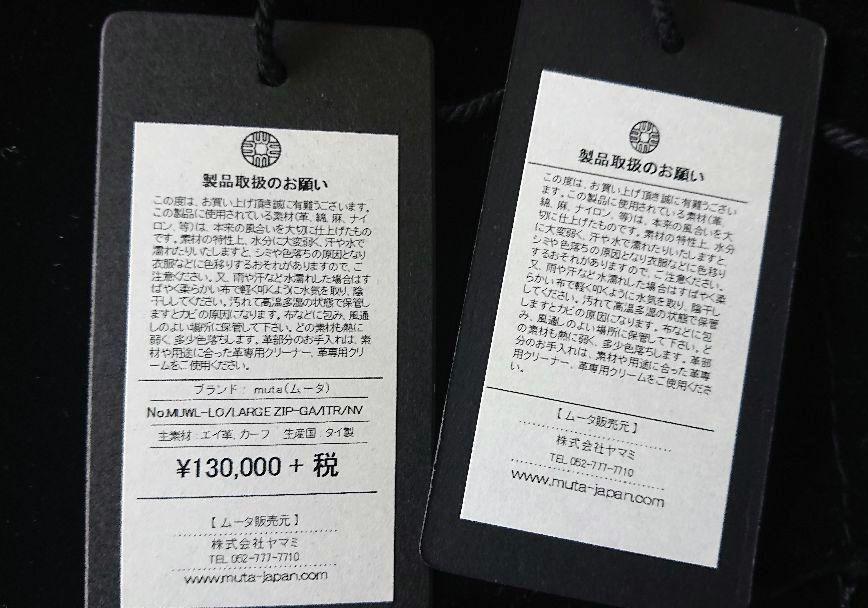 製品取扱のお願い
この度は、お買い上げ頂き誠に有難うございます。
この製品に使用されている素材(革、綿、麻、ナイ
ロン、等)は、本来の風合いを大切に仕上げたもの
です。素材の特性上、水分に大変弱く、汗や水で
濡れたりいたしますと、シミや色落ちの原因となり
衣服などに色移りするおそれがありますので、ご
注意ください。又、雨や汗など水濡れした場合はす
ばやく柔らかい布で軽く叩くように水気を取り、陰
干ししてください。汚れて高温多湿の状態で保管し
ますとカビの原因になります。布などに包み、風通
しのよい場所に保管して下さい。どの素材も熱に
弱く、多少色落ちします。革部分のお手入れは、素
材や用途に合った革専用クリーナー、革専用クリ
ームをご使用ください。
ブランド： muta(ムータ)
No.MUWL-LO/LARGE ZIP-GA/ITR/NV
主素材：エイ革、カーフ 生産国：タイ製
¥130,000 + 税
【 ムータ販売元 】
株式会社ヤマミ
TEL 052-777-7710
www.muta-japan.com
製品取扱のお願い
この度は、お買い上げ頂き誠に有難うござい
ます。この製品に使用されている素材(革、
綿、麻、ナイロン、等)は、本来の風合いを大
切に仕上げたものです。素材の特性上、水分
に大変弱く、汗や水で濡れたりいたしますと、
シミや色落ちの原因となり衣服などに色移り
するおそれがありますので、ご注意ください。
又、雨や汗など水濡れした場合はすばやく柔
らかい布で軽く叩くように水気を取り、陰干し
してください。汚れて高温多湿の状態で保管
しますとカビの原因になります。布などに包
み、風通しのよい場所に保管して下さい。ど
の素材も熱に弱く、多少色落ちします。革部
分のお手入れは、素材や用途に合った革専
用クリーナー、革専用クリームをご使用くださ
い。
【 ムータ販売元 】
株式会社ヤマミ
TEL 052-777-7710
www.muta-japan.com